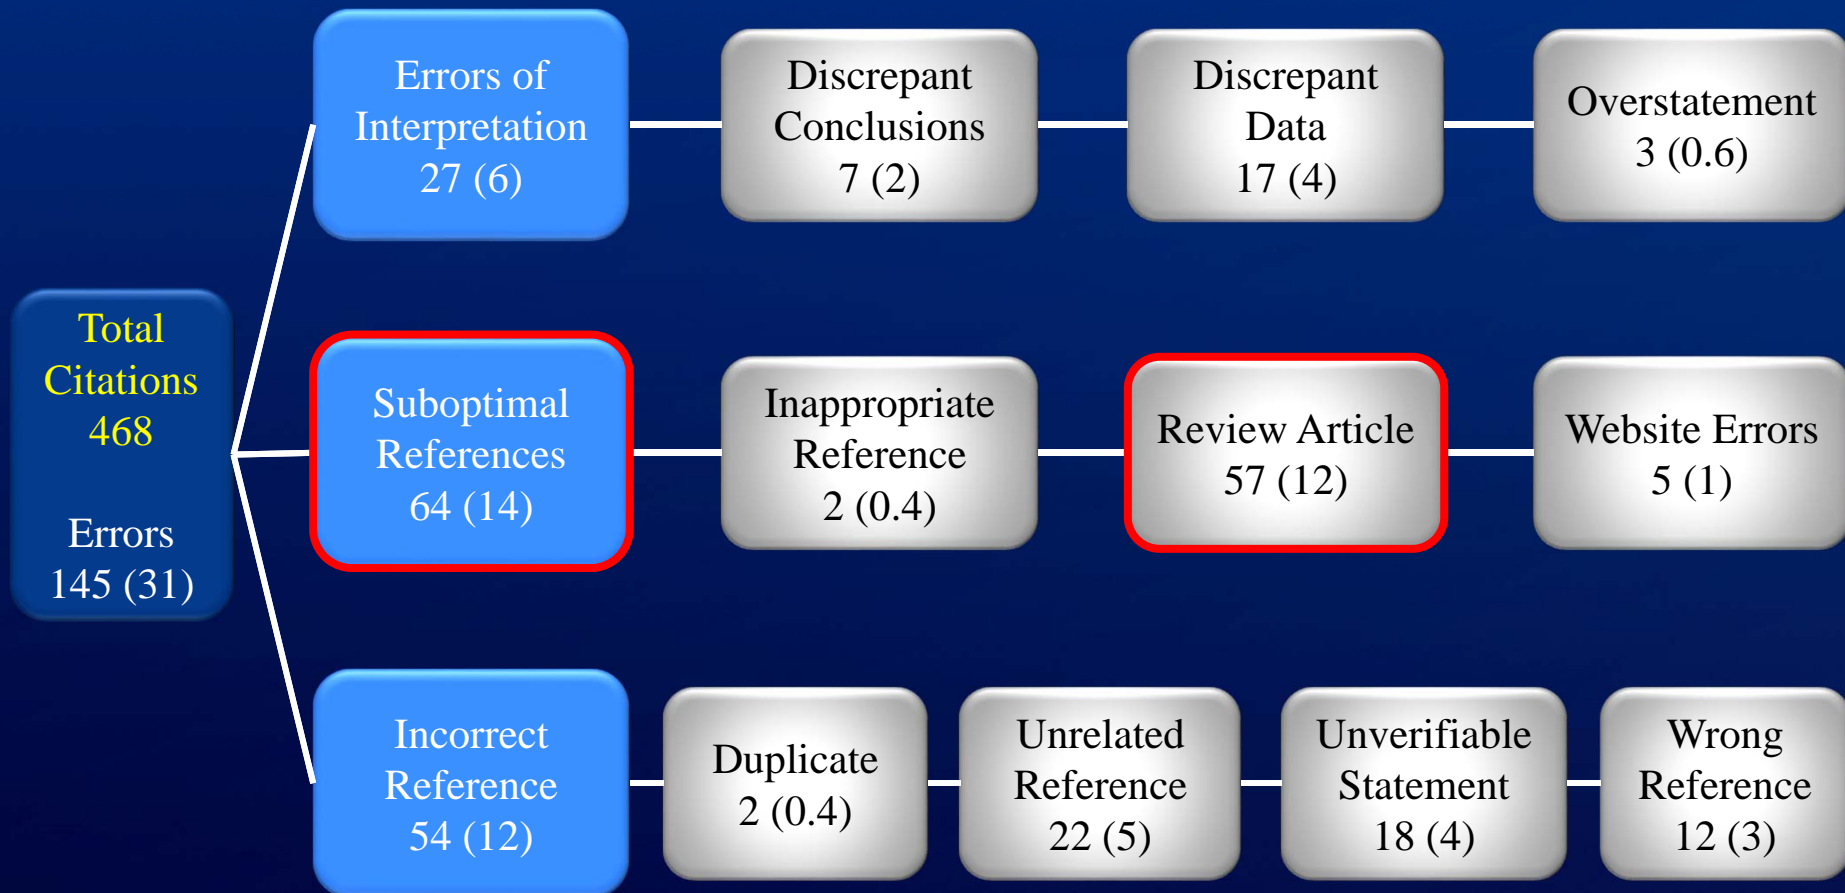 Total
Citations
468
Errors
145 (31)
Errors of
Interpretation
27 (6)
Discrepant
Conclusions
7 (2)
Discrepant
Data
17 (4)
Overstatement
3 (0.6)
Suboptimal
References
64 (14)
Inappropriate
Reference
2 (0.4)
Review Article
57 (12)
Website Errors
5 (1)
Incorrect
Reference
54 (12)
Duplicate
2 (0.4)
Unrelated
Reference
22 (5)
Unverifiable
Statement
18 (4)
Wrong
Reference
12 (3)